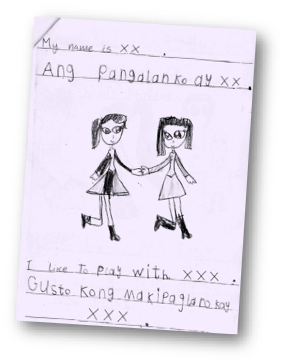 My name is XX .
Ang Pangalan ko ay XX .
I like To play with XXX .
Gusto kong makipaglaro kay
XXX .